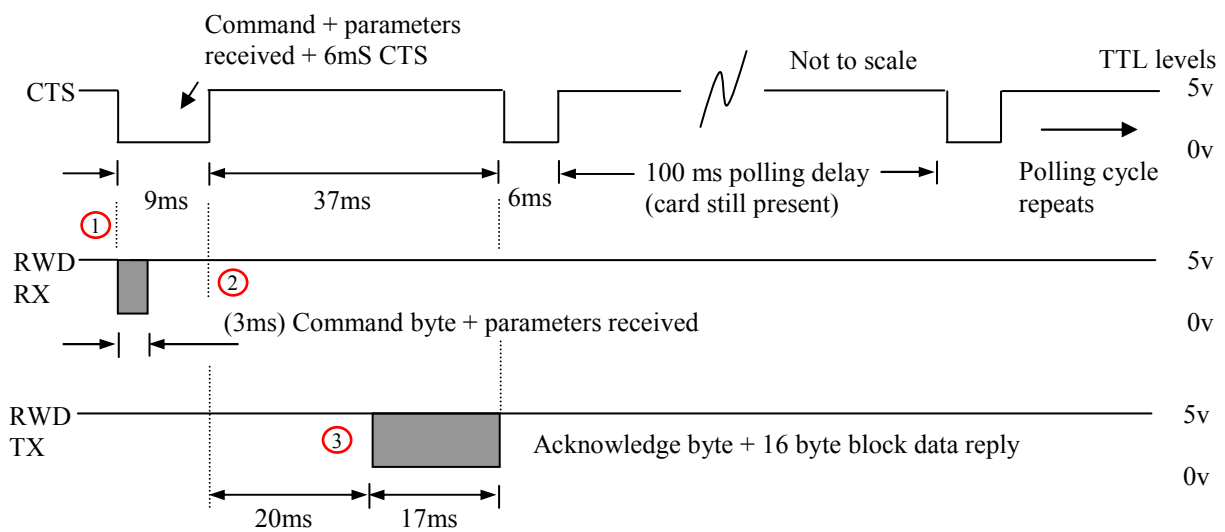 Command + parameters
received + 6mS CTS
Not to scale
TTL levels
CTS
5v
0v
9ms
37ms
6ms
100 ms polling delay
(card still present)
Polling cycle
repeats
1
RWD
RX
5v
2
0v
(3ms) Command byte + parameters received
RWD
TX
5v
3
Acknowledge byte + 16 byte block data reply
0v
20ms
17ms